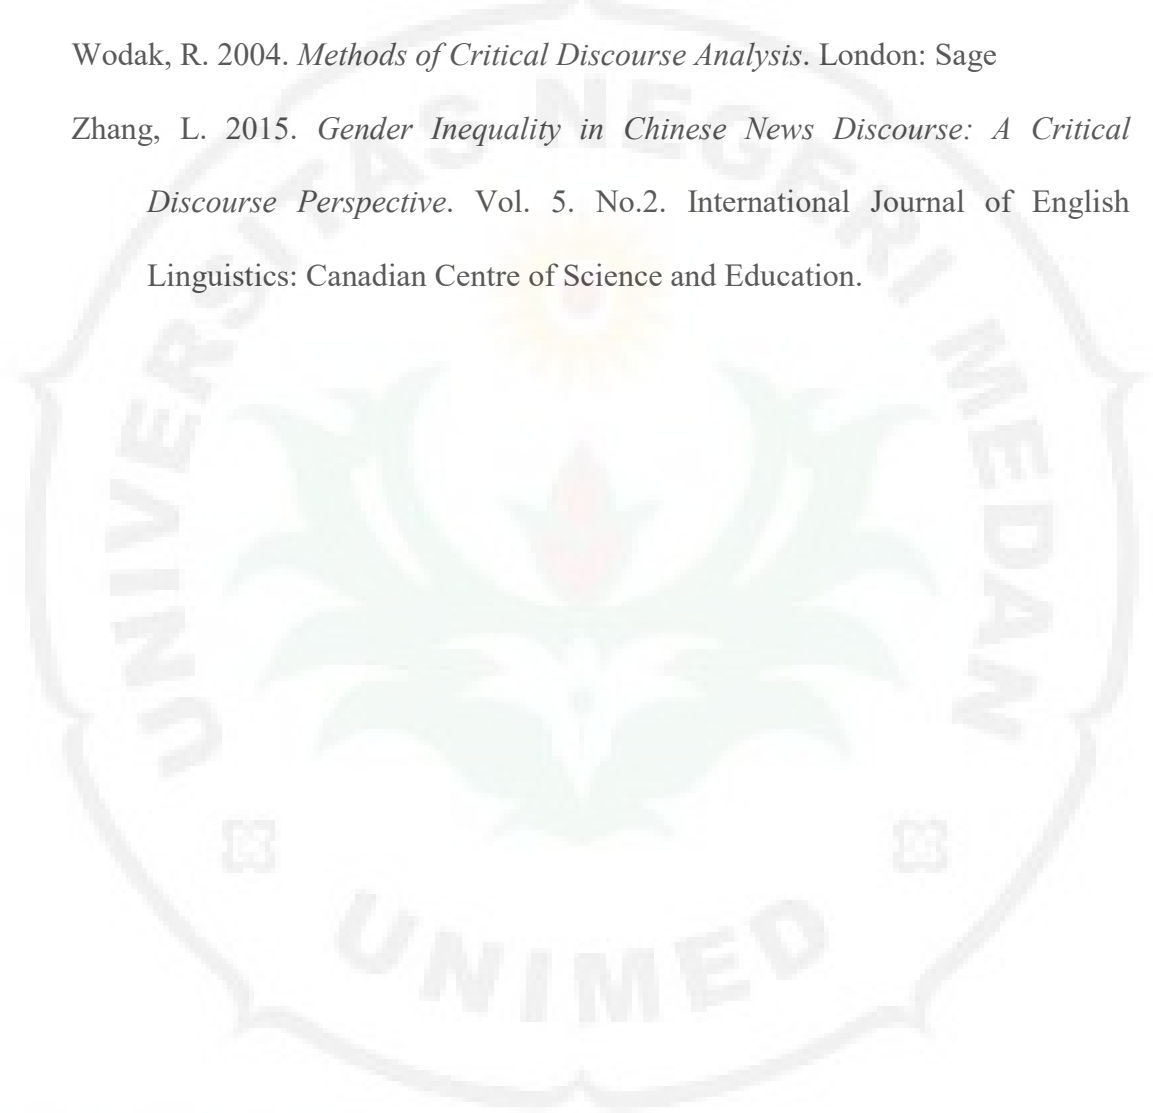 Wodak, R. 2004. Methods of Critical Discourse Analysis. London: Sage
Zhang, L. 2015. Gender Inequality in Chinese News Discourse: A Critical
Discourse Perspective. Vol. 5. No.2. International Journal of English
Linguistics: Canadian Centre of Science and Education.
UNIVERSITAS NEGERI MEDAN
UNIMED